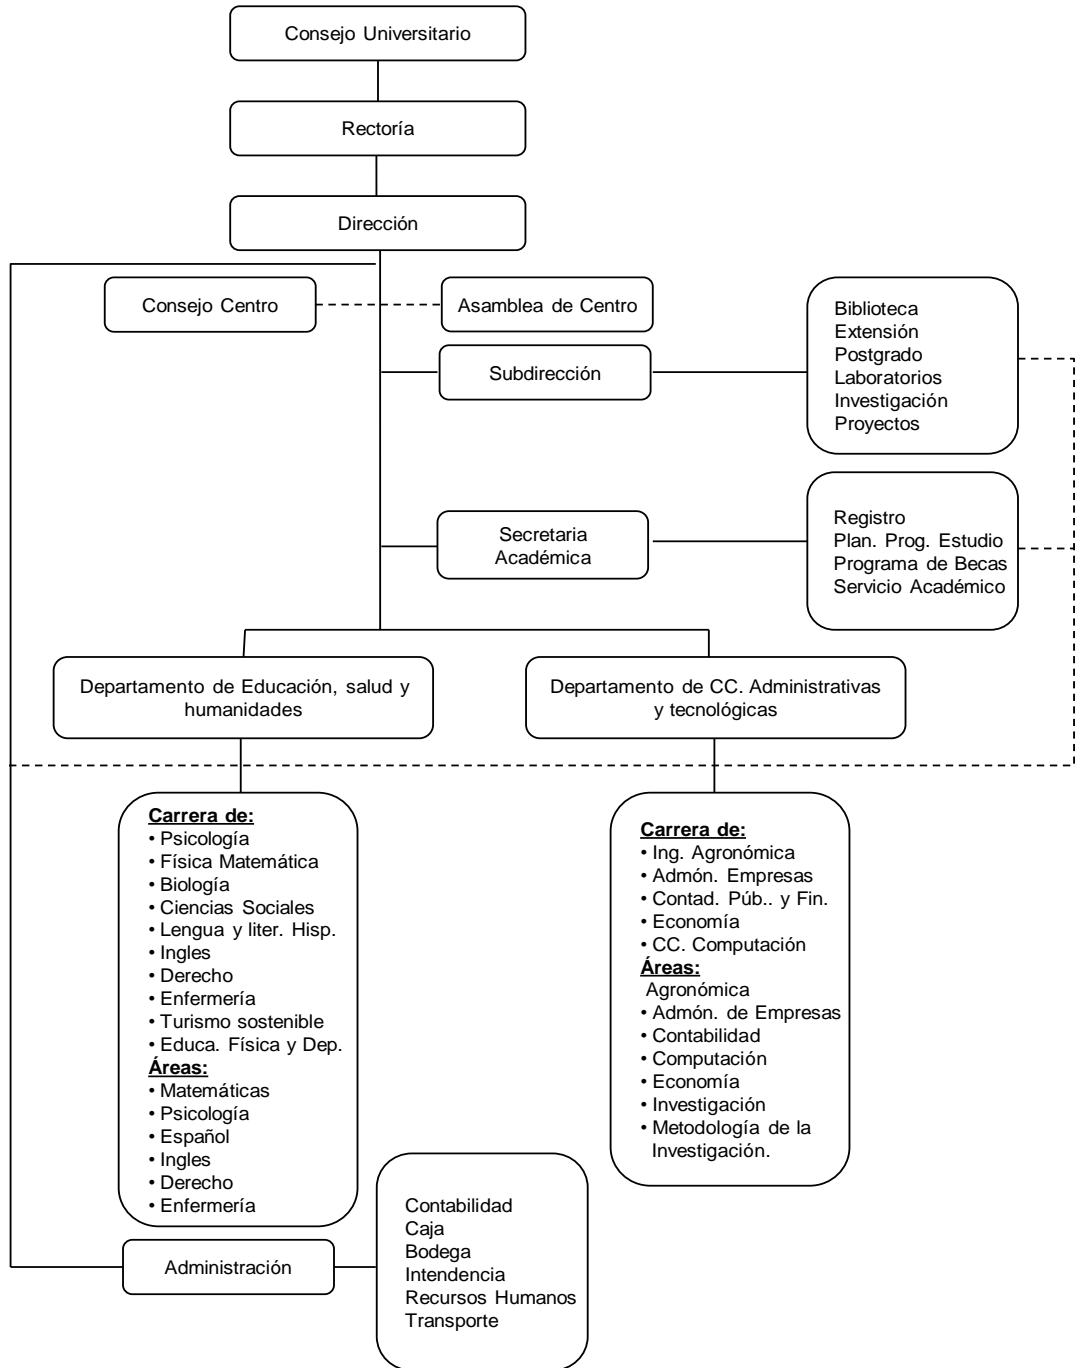 Consejo Universitario
Rectoría
Dirección
Consejo Centro
Asamblea de Centro
Subdirección
Biblioteca
Extensión
Postgrado
Laboratorios
Investigación
Proyectos
Secretaria
Académica
Registro
Plan. Prog. Estudio
Programa de Becas
Servicio Académico
Departamento de Educación, salud y
humanidades
Departamento de CC. Administrativas
y tecnológicas
Carrera de:
• Psicología
• Física Matemática
• Biología
• Ciencias Sociales
• Lengua y liter. Hisp.
• Ingles
• Derecho
• Enfermería
• Turismo sostenible
• Educa. Física y Dep.
Áreas:
• Matemáticas
• Psicología
• Español
• Ingles
• Derecho
• Enfermería
Carrera de:
• Ing. Agronómica
• Admón. Empresas
• Contad. Púb.. y Fin.
• Economía
• CC. Computación
Áreas:
Agronómica
• Admón. de Empresas
• Contabilidad
• Computación
• Economía
• Investigación
• Metodología de la
Investigación.
Administración
Contabilidad
Caja
Bodega
Intendencia
Recursos Humanos
Transporte